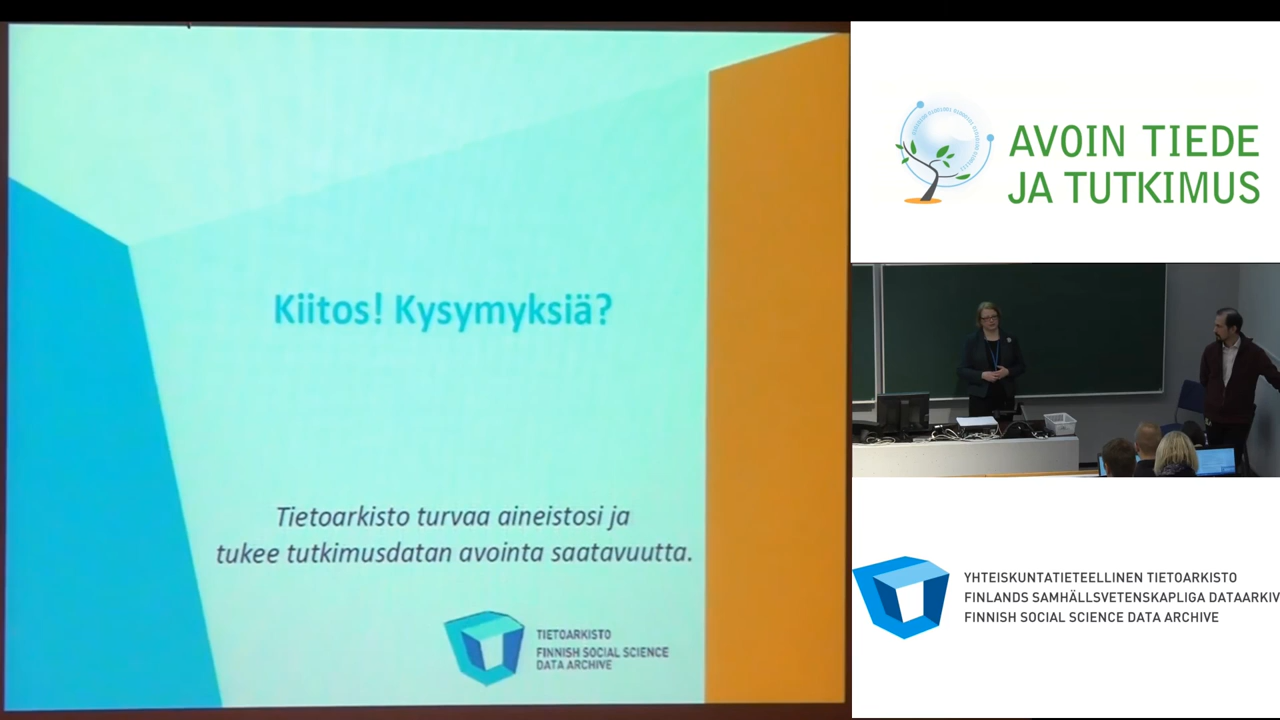 Kiitos! Kysymyksiä?
Tietoarkisto turvaa aineistosi ja
tukee tutkimusdatan avointa saatavuutta.
TIETOARKISTO
FINNISH SOCIAL SCIENCE
DATA ARCHIVE
AVOIN TIEDE
JA TUTKIMUS
YHTEISKUNTATIETEELLINEN TIETOARKISTO
FINLANDS SAMHÄLLSVETENSKAPLIGA DATAARKIV
FINNISH SOCIAL SCIENCE DATA ARCHIVE